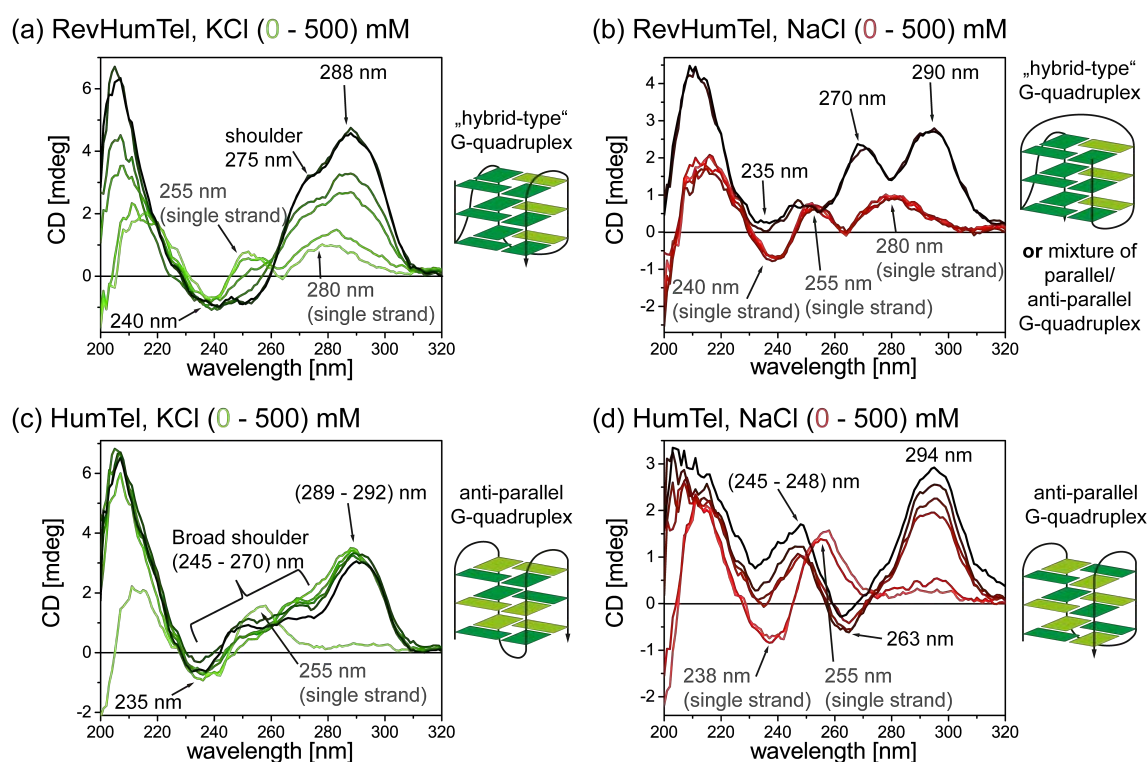 (a) RevHumTel, KCl (0 - 500) mM
288 nm
shoulder
275 nm
255 nm
(single strand)
280 nm
(single strand)
240 nm
CD [mdeg]
6
4
2
0
200 220 240 260 280 300 320
wavelength [nm]
„hybrid-type“
G-quadruplex
(b) RevHumTel, NaCl (0 - 500) mM
290 nm
270 nm
235 nm
280 nm
(single strand)
255 nm
(single strand)
240 nm
(single strand)
CD [mdeg]
4
3
2
1
0
-1
-2
200 220 240 260 280 300 320
wavelength [nm]
„hybrid-type“
G-quadruplex
or mixture of
parallel/
anti-parallel
G-quadruplex
(c) HumTel, KCl (0 - 500) mM
(289 - 292) nm
Broad shoulder
(245 - 270) nm
255 nm
(single strand)
235 nm
CD [mdeg]
6
4
2
0
-2
200 220 240 260 280 300 320
wavelength [nm]
anti-parallel
G-quadruplex
(d) HumTel, NaCl (0 - 500) mM
294 nm
(245 - 248) nm
263 nm
238 nm
(single strand)
255 nm
(single strand)
CD [mdeg]
3
2
1
0
-1
-2
200 220 240 260 280 300 320
wavelength [nm]
anti-parallel
G-quadruplex